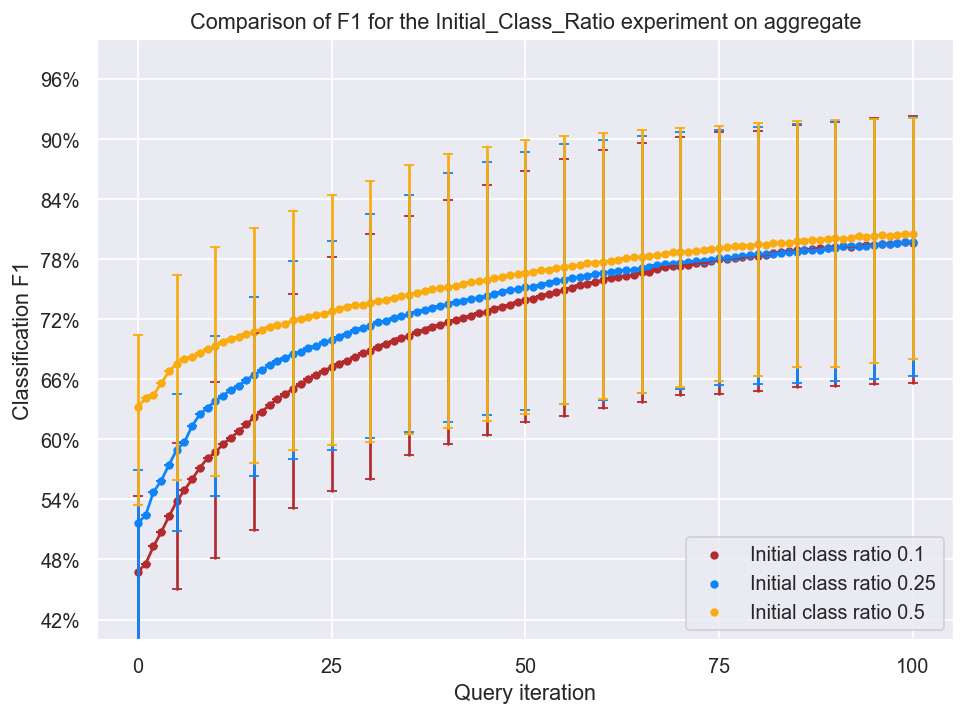 Comparison of F1 for the Initial_Class_Ratio experiment on aggregate
Classification F1
96%
90%
84%
78%
72%
66%
60%
54%
48%
42%
Initial class ratio 0.1
Initial class ratio 0.25
Initial class ratio 0.5
0 25 50 75 100
Query iteration